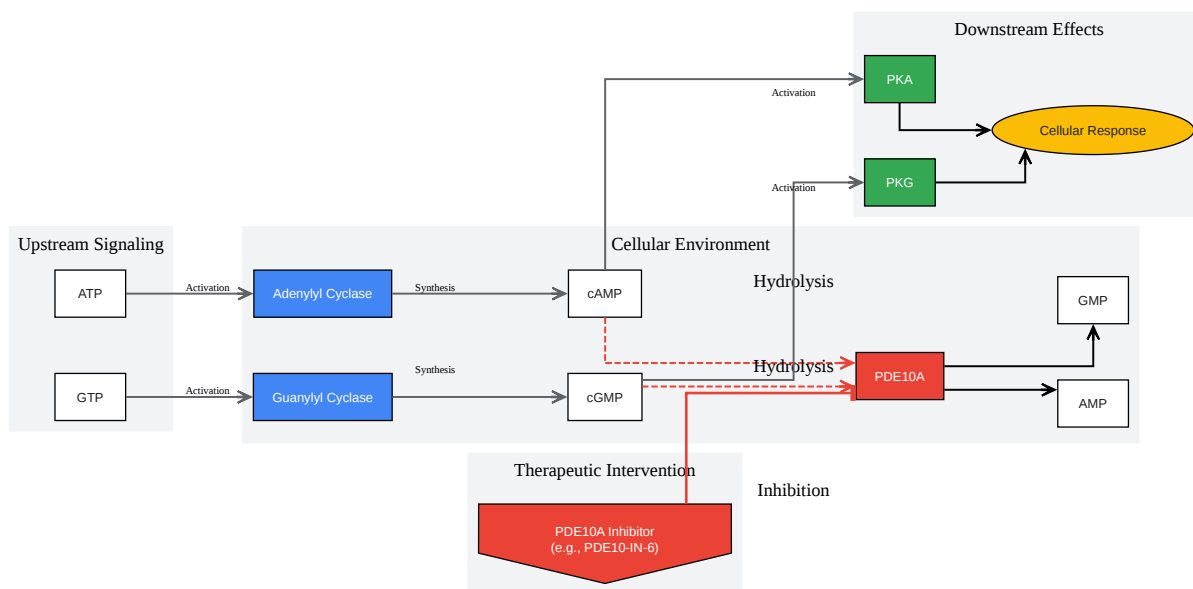 Downstream Effects
PKA
Activation
Cellular Response
PKG
Activation
Upstream Signaling
Cellular Environment
ATP
Activation
Adenylyl Cyclase
Synthesis
cAMP
Hydrolysis
GMP
Hydrolysis
GTP
Activation
Guanylyl Cyclase
Synthesis
cGMP
PDE10A
AMP
Therapeutic Intervention
Inhibition
PDE10A Inhibitor
(e.g., PDE10-IN-6)